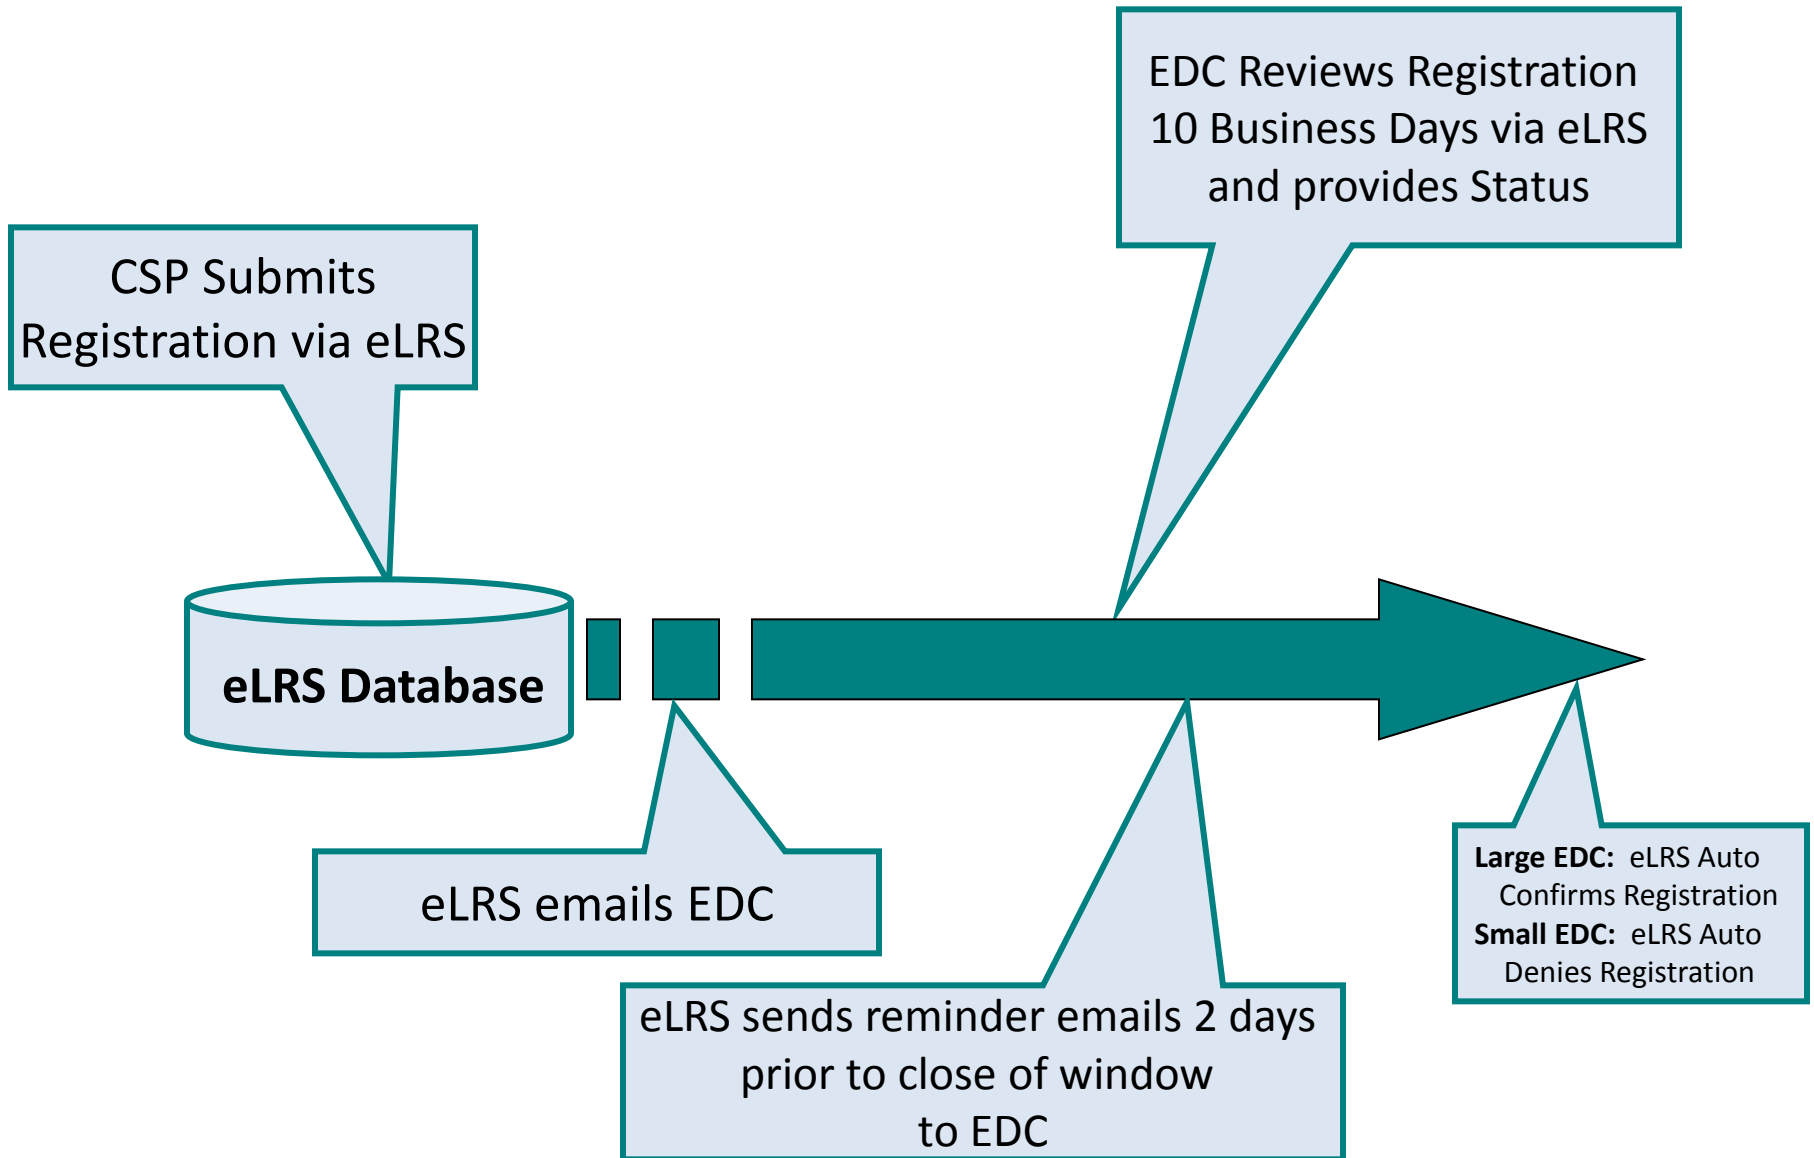 EDC Reviews Registration
10 Business Days via eLRS
and provides Status
CSP Submits
Registration via eLRS
eLRS Database
eLRS emails EDC
eLRS sends reminder emails 2 days
prior to close of window
to EDC
Large EDC: eLRS Auto
Confirms Registration
Small EDC: eLRS Auto
Denies Registration